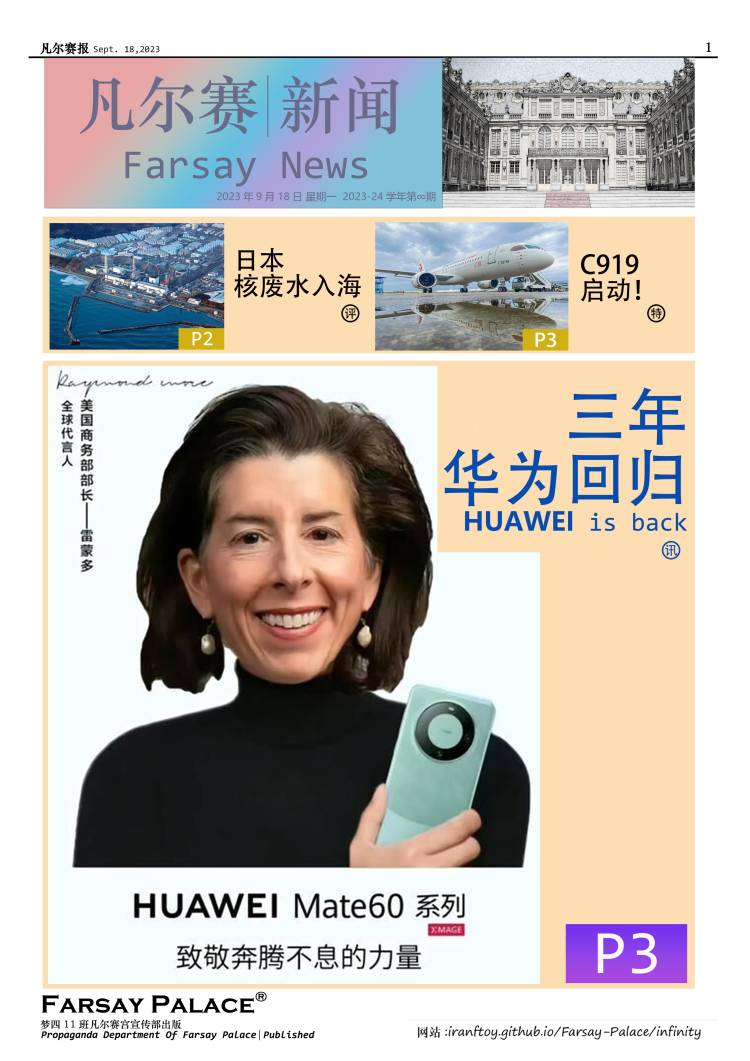 凡尔赛报 Sept. 18,2023
1
凡尔赛|新闻
Farsay News
2023 年 9 月 18 日 星期一 2023-24 学年第∞期
日本
核废水入海
评
P2
C919
启动！
特
P3
Raymond more
美国商务部部长——雷蒙多
全球代言人
三年
华为回归
HUAWEI is back
讯
HUAWEI Mate60 系列
XMAGE
致敬奔腾不息的力量
P3
FARSAY PALACE®
梦四 11 班凡尔赛宫宣传部出版
Propaganda Department Of Farsay Palace|Published
网站 :iranftoy.github.io/Farsay-Palace/infinity